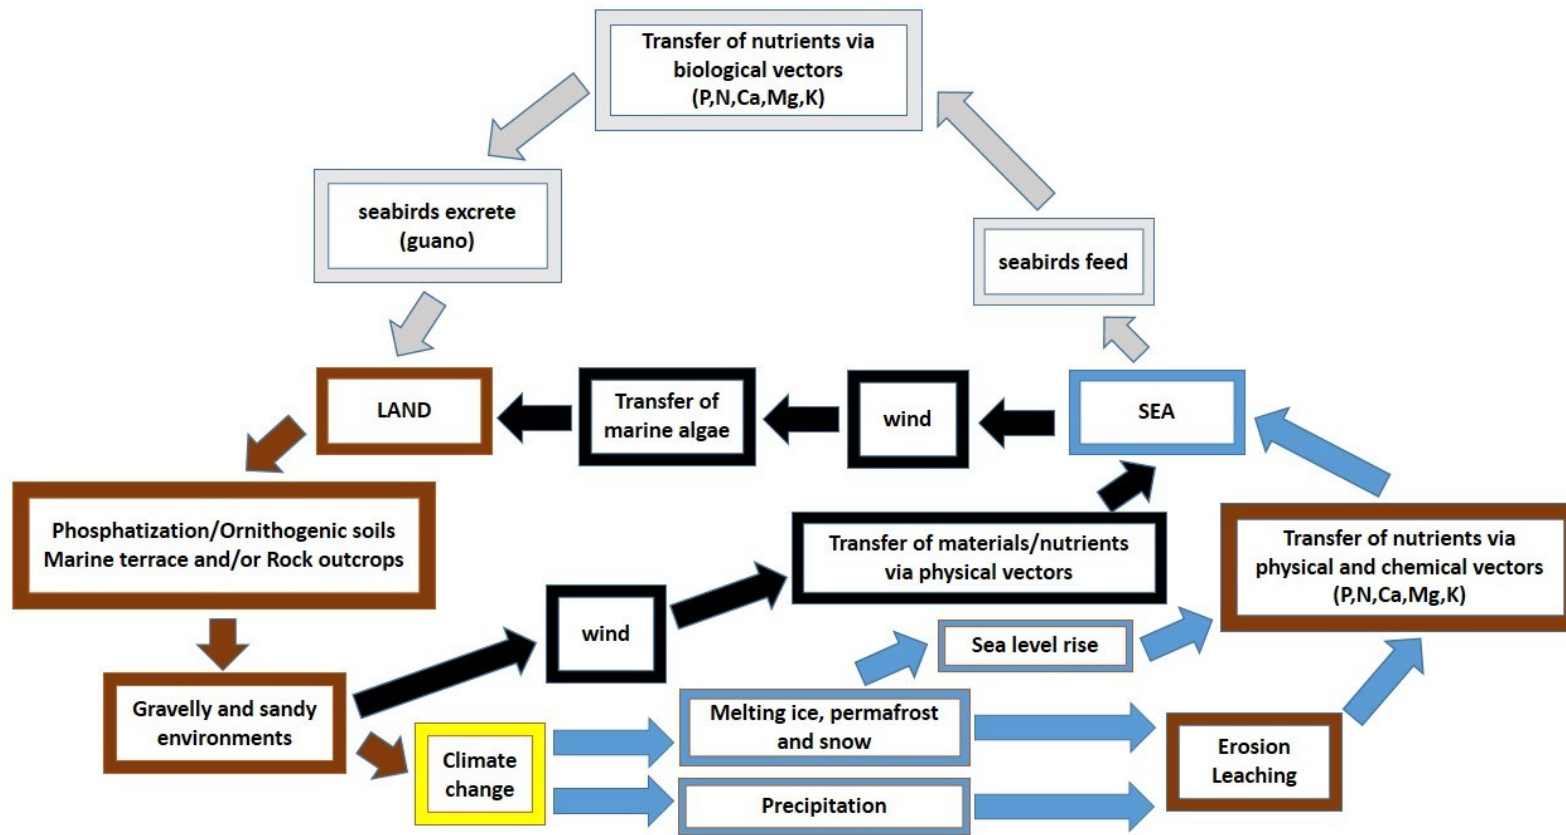 Transfer of nutrients via
biological vectors
(P,N,Ca,Mg,K)
seabirds excrete
(guano)
seabirds feed
LAND
Transfer of
marine algae
wind
SEA
Phosphatization/Ornithogenic soils
Marine terrace and/or Rock outcrops
Transfer of materials/nutrients
via physical vectors
Transfer of nutrients via
physical and chemical vectors
(P,N,Ca,Mg,K)
wind
Sea level rise
Gravelly and sandy
environments
Climate
change
Melting ice, permafrost
and snow
Precipitation
Erosion
Leaching